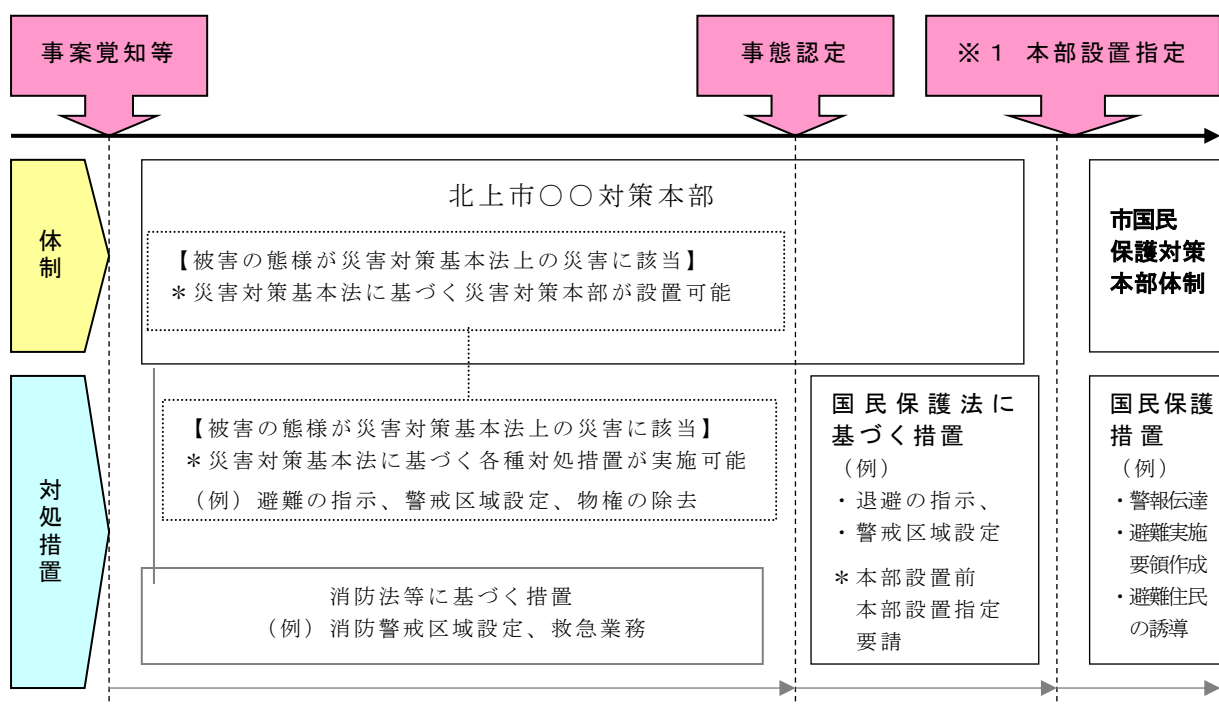 事案覚知等
事態認定
※1 本部設置指定
体制
北上市○○対策本部
【被害の態様が災害対策基本法上の災害に該当】
＊災害対策基本法に基づく災害対策本部が設置可能
市国民
保護対策
本部体制
対処措置
【被害の態様が災害対策基本法上の災害に該当】
＊災害対策基本法に基づく各種対処措置が実施可能
（例）避難の指示、警戒区域設定、物権の除去
消防法等に基づく措置
（例）消防警戒区域設定、救急業務
国民保護法に
基づく措置
（例）
・退避の指示、
・警戒区域設定
＊本部設置前
本部設置指定
要請
国民保護
措置
（例）
・警報伝達
・避難実施
要領作成
・避難住民
の誘導